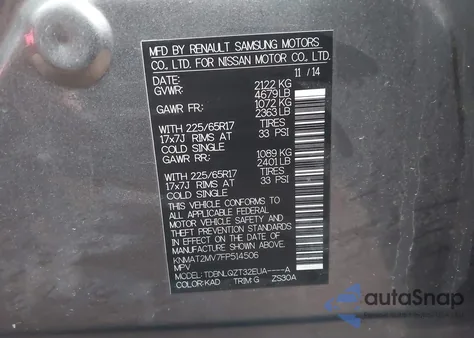 MFD BY RENAULT SAMSUNG MOTORS
CO., LTD. FOR NISSAN MOTOR CO., LTD.
DATE: 11 / 14
GVWR: 2122 KG
4679LB
GAWR FR: 1072 KG
2363LB
WITH 225/65R17 TIRES
17x7J RIMS AT 33 PSI
COLD SINGLE
GAWR RR: 1089 KG
2401LB
WITH 225/65R17 TIRES
17x7J RIMS AT 33 PSI
COLD SINGLE
THIS VEHICLE CONFORMS TO
ALL APPLICABLE FEDERAL
MOTOR VEHICLE SAFETY AND
THEFT PREVENTION STANDARDS
IN EFFECT ON THE DATE OF
MANUFACTURE SHOWN ABOVE.
KNMAT2MV7FP514506
MPV
MODEL: TDBNLQZT32EUA----A
COLOR:KAD TRIM:G ZS30A
autoSnap